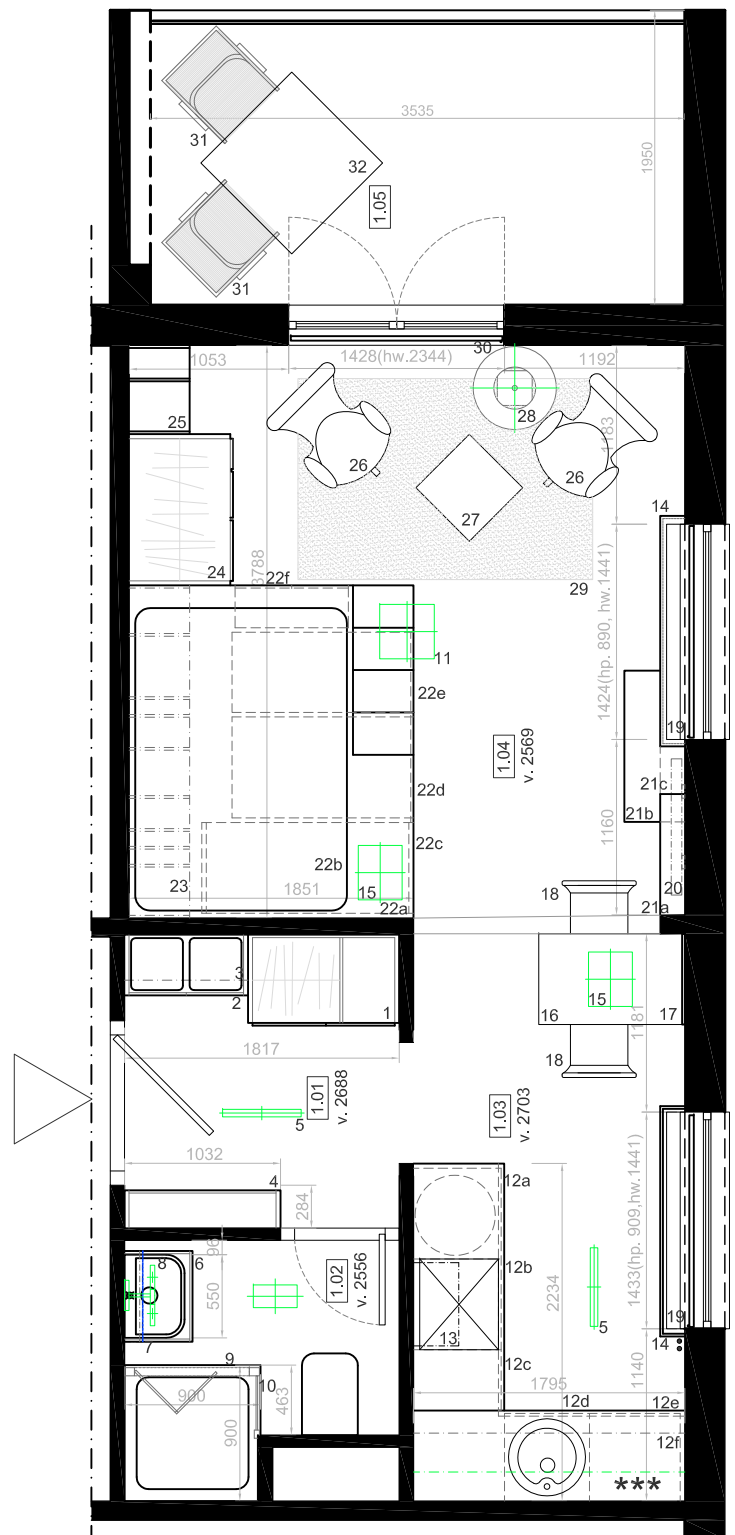 3535
1950
31
32
1.05
31
30
1053
1428(hw.2344)
1192
25
28
1183
26
26
27
14
24
22f
3788
29
11
1424(hp. 890, hw.1441)
22e
19
1.04
v. 2569
21c
22d
21b
1160
22c
22b
23
1851
15
22a
18
20
21a
3
2
1
15
16
17
1181
1817
18
1.01
v. 2688
5
1.03
v. 2703
1032
4
284
12a
96
8
6
1.02
v. 2556
550
12b
2234
1433(hp. 909,hw.1441)
5
19
7
13
14
9
12c
10
900
463
1795
1140
12d
12e
900
12f
***